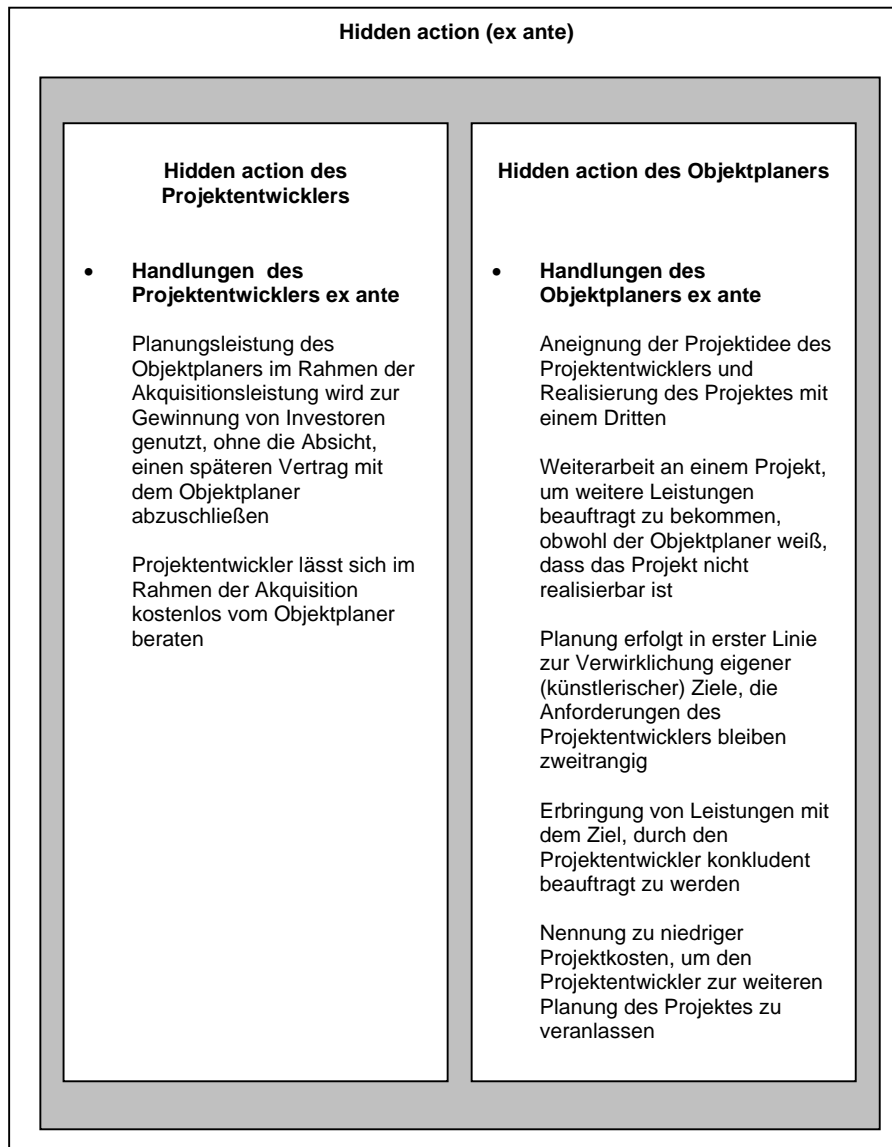 Hidden action (ex ante)
Hidden action des
Projektentwicklers
• Handlungen des
Projektentwicklers ex ante
Planungsleistung des
Objektplaners im Rahmen der
Akquisitionsleistung wird zur
Gewinnung von Investoren
genutzt, ohne die Absicht,
einen späteren Vertrag mit
dem Objektplaner
abzuschließen
Projektentwickler lässt sich im
Rahmen der Akquisition
kostenlos vom Objektplaner
beraten
Hidden action des Objektplaners
• Handlungen des
Objektplaners ex ante
Aneignung der Projektidee des
Projektentwicklers und
Realisierung des Projektes mit
einem Dritten
Weiterarbeit an einem Projekt,
um weitere Leistungen
beauftragt zu bekommen,
obwohl der Objektplaner weiß,
dass das Projekt nicht
realisierbar ist
Planung erfolgt in erster Linie
zur Verwirklichung eigener
(künstlerischer) Ziele, die
Anforderungen des
Projektentwicklers bleiben
zweitrangig
Erbringung von Leistungen mit
dem Ziel, durch den
Projektentwickler konkludent
beauftragt zu werden
Nennung zu niedriger
Projektkosten, um den
Projektentwickler zur weiteren
Planung des Projektes zu
veranlassen